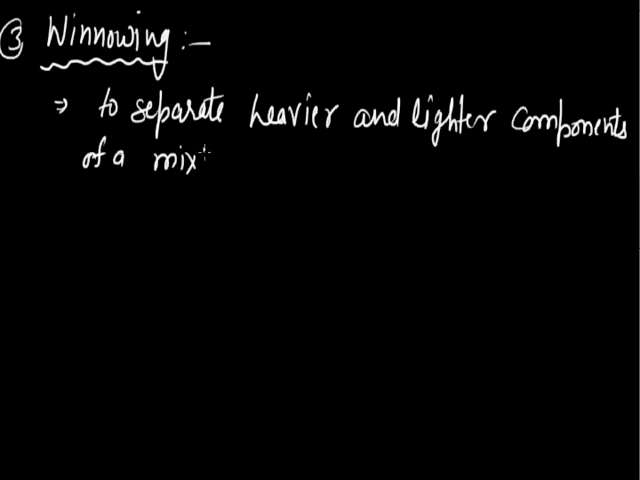 ③ Winnowing :-
⇒ to separate heavier and lighter components
of a mixt